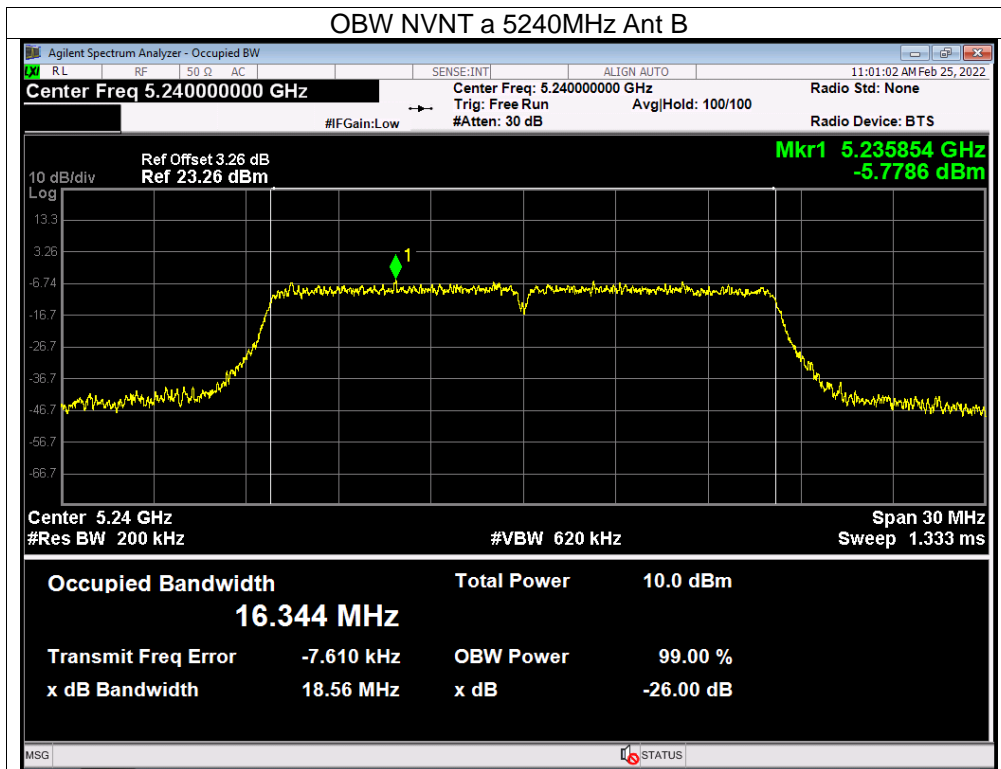 OBW NVNT a 5240MHz Ant B
Agilent Spectrum Analyzer - Occupied BW
LXI RL RF 50 Ω AC SENSE:INT ALIGN AUTO 11:01:02 AM Feb 25, 2022
Center Freq 5.240000000 GHz Center Freq: 5.240000000 GHz Radio Std: None
Trig: Free Run Avg|Hold: 100/100
#IFGain:Low #Atten: 30 dB Radio Device: BTS
Mkr1 5.235854 GHz
-5.7786 dBm
Ref Offset 3.26 dB
10 dB/div Ref 23.26 dBm
Log
13.3
3.26
-6.74
-16.7
-26.7
-36.7
-46.7
-56.7
-66.7
1
Center 5.24 GHz Span 30 MHz
#Res BW 200 kHz #VBW 620 kHz Sweep 1.333 ms
Occupied Bandwidth Total Power 10.0 dBm
16.344 MHz
Transmit Freq Error -7.610 kHz OBW Power 99.00 %
x dB Bandwidth 18.56 MHz x dB -26.00 dB
MSG STATUS